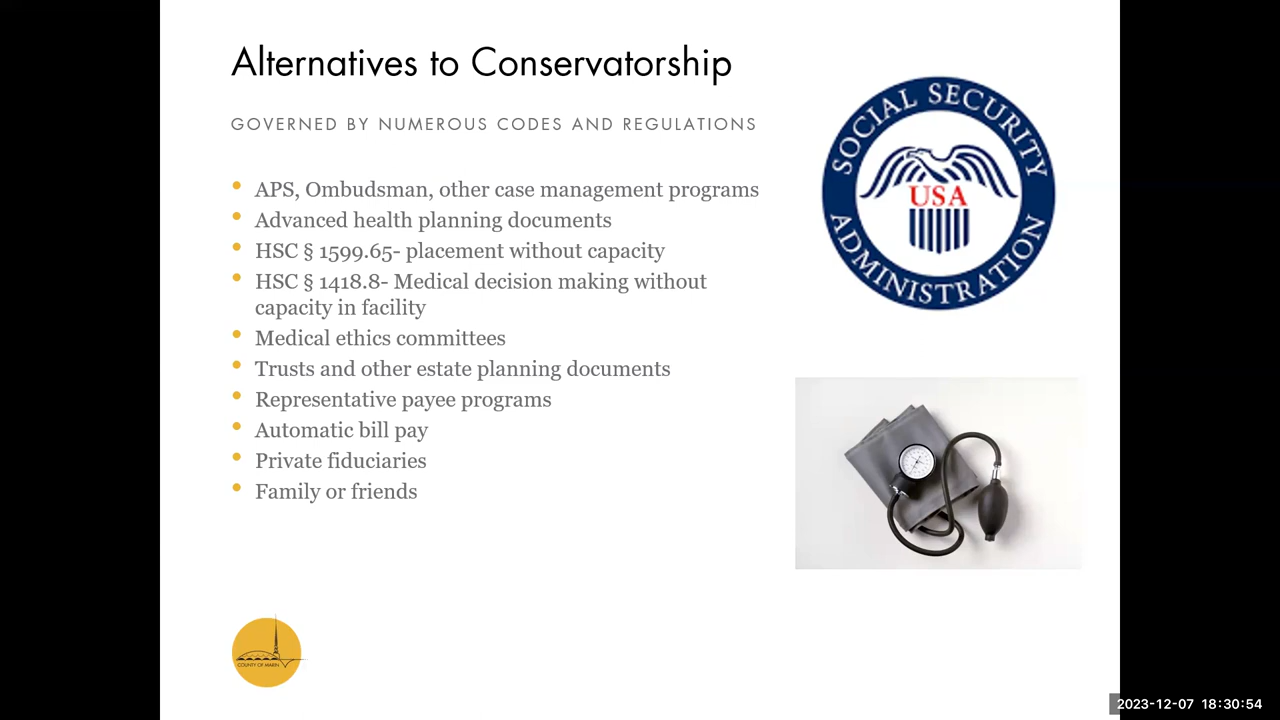 Alternatives to Conservatorship
GOVERNED BY NUMEROUS CODES AND REGULATIONS
• APS, Ombudsman, other case management programs
• Advanced health planning documents
• HSC § 1599.65- placement without capacity
• HSC § 1418.8- Medical decision making without
capacity in facility
• Medical ethics committees
• Trusts and other estate planning documents
• Representative payee programs
• Automatic bill pay
• Private fiduciaries
• Family or friends
SOCIAL SECURITY
USA
ADMINISTRATION
COUNTY OF MARIN
2023-12-07 18:30:54